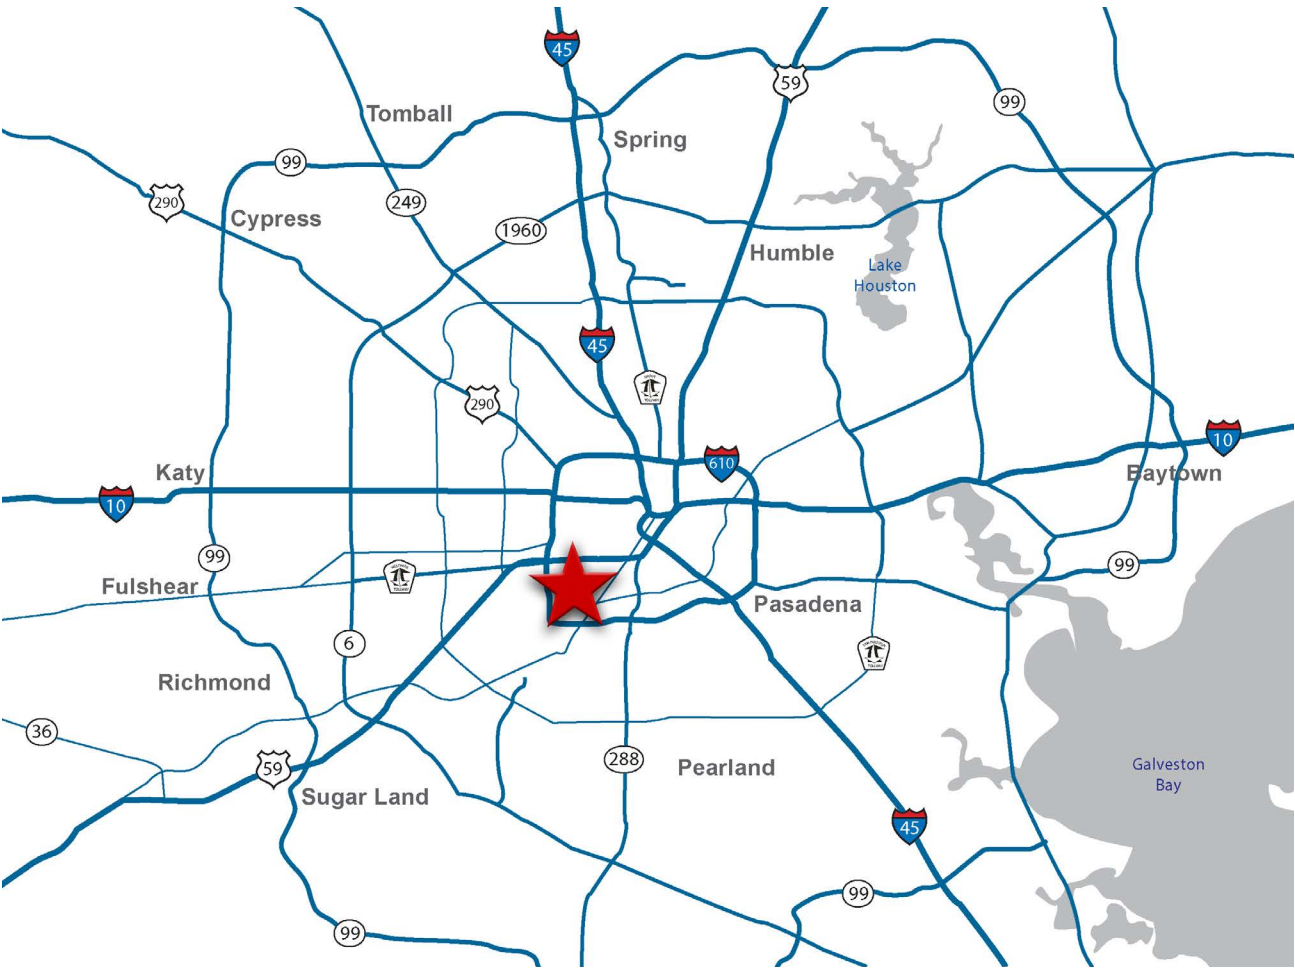 45
59
99
Tomball
Spring
99
290
249
Cypress
1960
Humble
Lake
Houston
45
290
10
610
Katy
Baytown
10
99
99
Fulshear
Pasadena
6
Richmond
36
59
288
Pearland
Galveston
Bay
Sugar Land
45
99
99